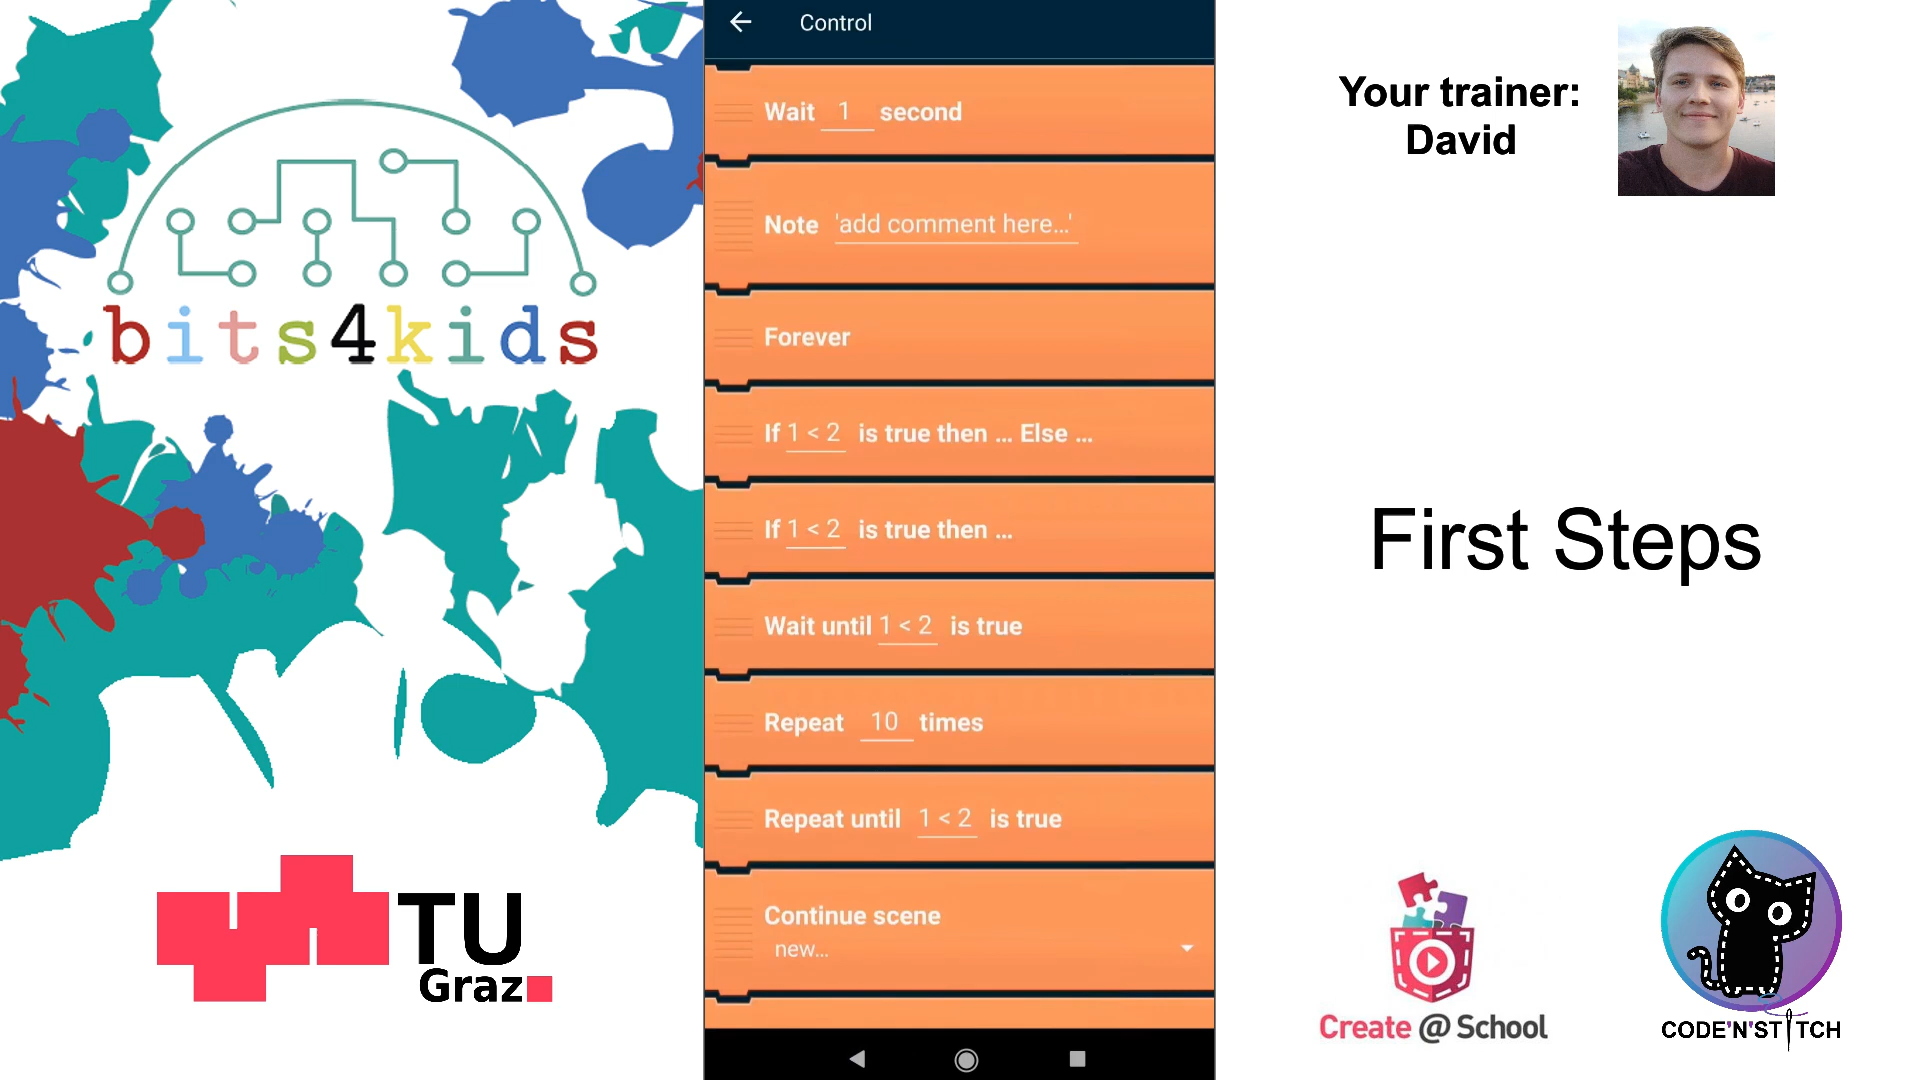 bits4kids
TU
Graz
Control
Wait 1 second
Note 'add comment here...'
Forever
If 1 < 2 is true then ... Else ...
If 1 < 2 is true then ...
Wait until 1 < 2 is true
Repeat 10 times
Repeat until 1 < 2 is true
Continue scene
new...
Your trainer:
David
First Steps
Create @ School
CODE'N'STITCH